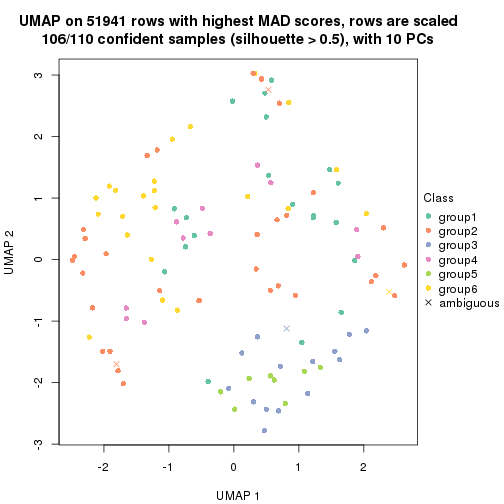 UMAP on 51941 rows with highest MAD scores, rows are scaled
106/110 confident samples (silhouette > 0.5), with 10 PCs
3
2
1
0
-1
-2
-3
UMAP 2
-2
-1
0
1
2
UMAP 1
Class
group1
group2
group3
group4
group5
group6
ambiguous